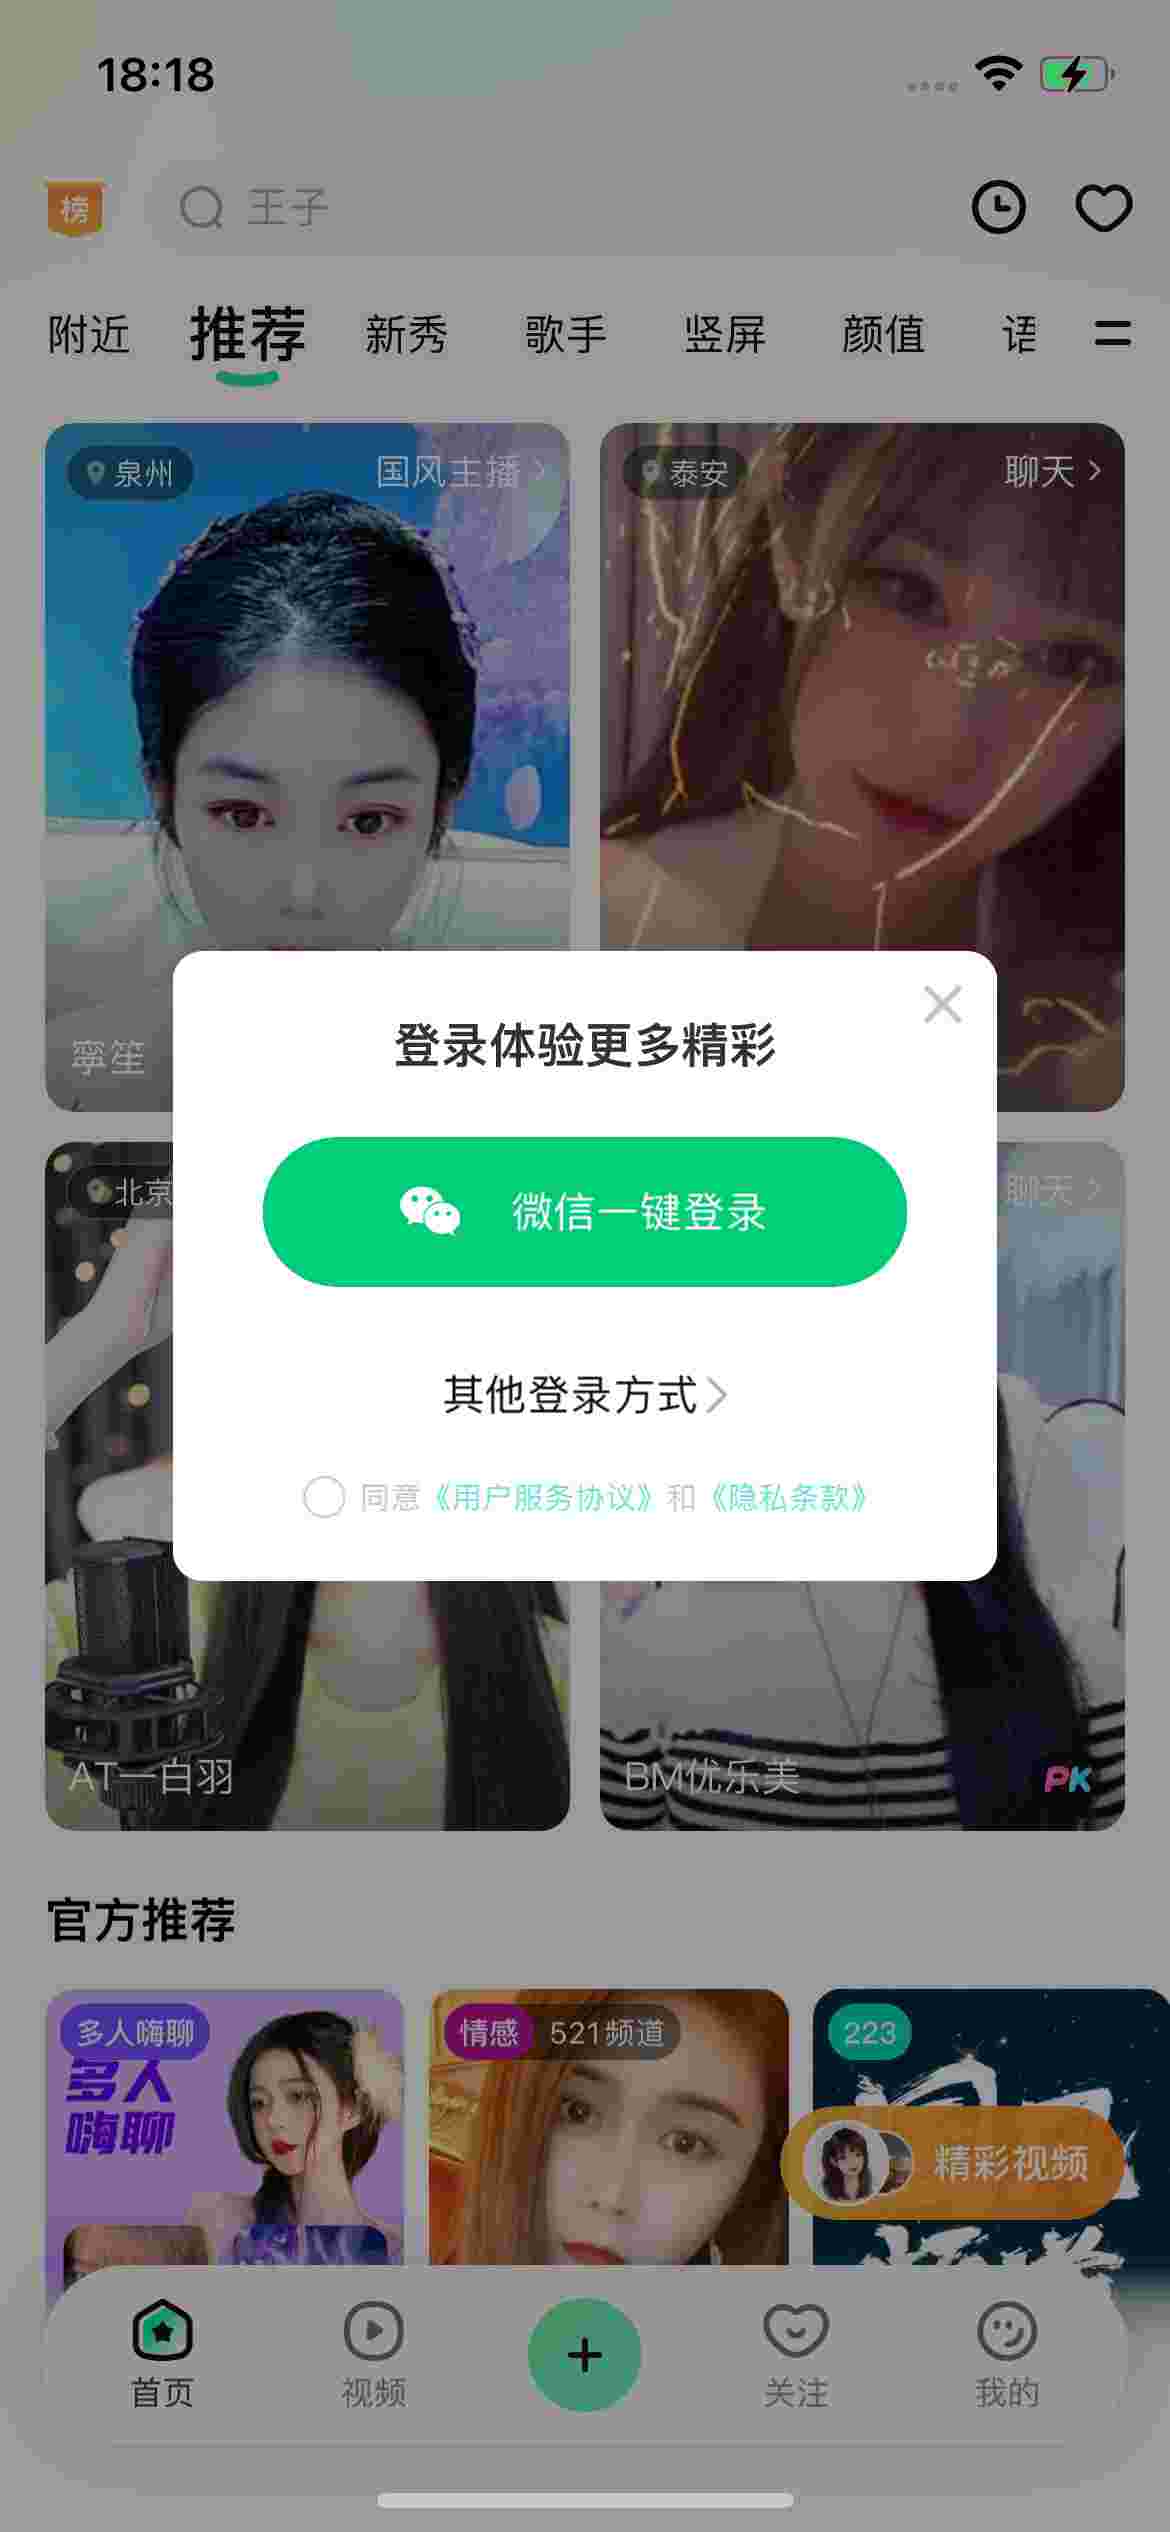 18:18
榜
王子
附近 推荐 新秀 歌手 竖屏 颜值 语
泉州
国风主播
泰安
聊天
寧笙
登录体验更多精彩
微信一键登录
其他登录方式
同意《用户服务协议》和《隐私条款》
北京
聊天
AT一白羽
BM优乐美
PK
官方推荐
多人嗨聊
多人
嗨聊
情感 521频道
223
精彩视频
首页 视频 关注 我的